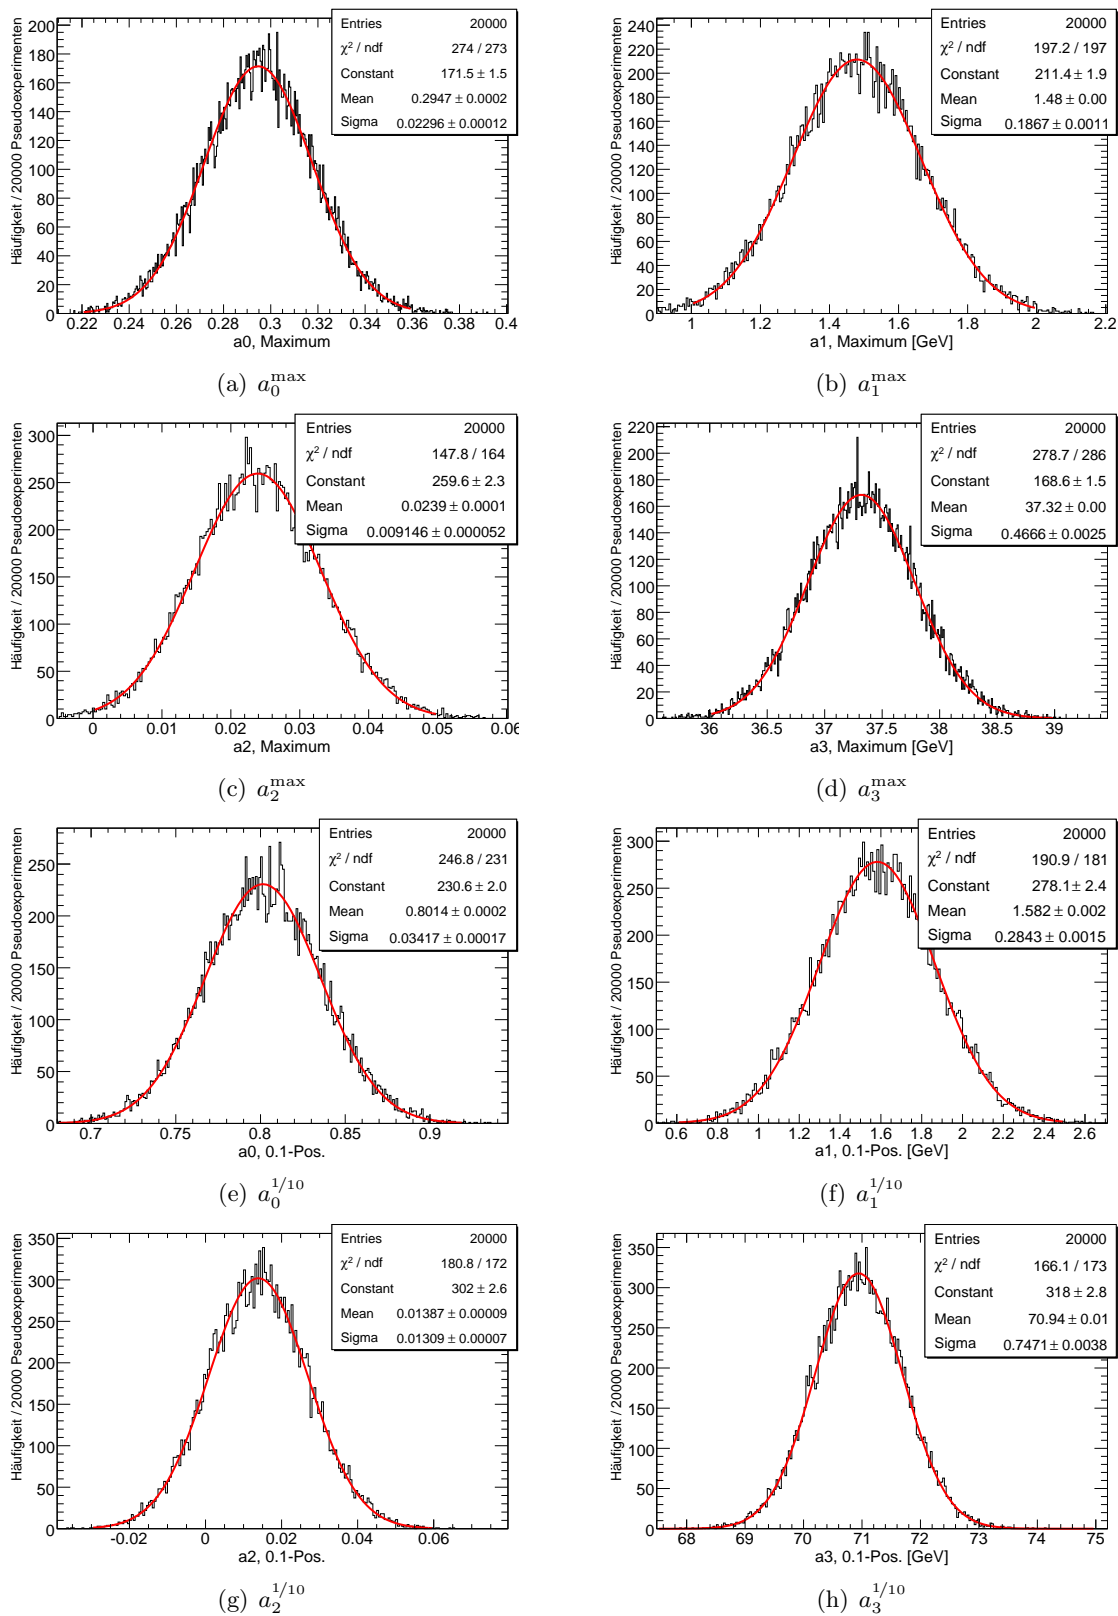 Häufigkeit / 20000 Pseudoexperimenten
200
180
160
140
120
100
80
60
40
20
0
0.22 0.24 0.26 0.28 0.3 0.32 0.34 0.36 0.38 0.4
a0, Maximum
Entries 20000
χ² / ndf 274 / 273
Constant 171.5 ± 1.5
Mean 0.2947 ± 0.0002
Sigma 0.02296 ± 0.00012
(a) a_0^max
Häufigkeit / 20000 Pseudoexperimenten
240
220
200
180
160
140
120
100
80
60
40
20
0
1 1.2 1.4 1.6 1.8 2 2.2
a1, Maximum [GeV]
Entries 20000
χ² / ndf 197.2 / 197
Constant 211.4 ± 1.9
Mean 1.48 ± 0.00
Sigma 0.1867 ± 0.0011
(b) a_1^max
Häufigkeit / 20000 Pseudoexperimenten
300
250
200
150
100
50
0
0 0.01 0.02 0.03 0.04 0.05 0.06
a2, Maximum
Entries 20000
χ² / ndf 147.8 / 164
Constant 259.6 ± 2.3
Mean 0.0239 ± 0.0001
Sigma 0.009146 ± 0.000052
(c) a_2^max
Häufigkeit / 20000 Pseudoexperimenten
220
200
180
160
140
120
100
80
60
40
20
0
36 36.5 37 37.5 38 38.5 39
a3, Maximum [GeV]
Entries 20000
χ² / ndf 278.7 / 286
Constant 168.6 ± 1.5
Mean 37.32 ± 0.00
Sigma 0.4666 ± 0.0025
(d) a_3^max
Häufigkeit / 20000 Pseudoexperimenten
250
200
150
100
50
0
0.7 0.75 0.8 0.85 0.9
a0, 0.1-Pos.
Entries 20000
χ² / ndf 246.8 / 231
Constant 230.6 ± 2.0
Mean 0.8014 ± 0.0002
Sigma 0.03417 ± 0.00017
(e) a_0^1/10
Häufigkeit / 20000 Pseudoexperimenten
300
250
200
150
100
50
0
0.6 0.8 1 1.2 1.4 1.6 1.8 2 2.2 2.4 2.6
a1, 0.1-Pos. [GeV]
Entries 20000
χ² / ndf 190.9 / 181
Constant 278.1 ± 2.4
Mean 1.582 ± 0.002
Sigma 0.2843 ± 0.0015
(f) a_1^1/10
Häufigkeit / 20000 Pseudoexperimenten
350
300
250
200
150
100
50
0
-0.02 0 0.02 0.04 0.06
a2, 0.1-Pos.
Entries 20000
χ² / ndf 180.8 / 172
Constant 302 ± 2.6
Mean 0.01387 ± 0.00009
Sigma 0.01309 ± 0.00007
(g) a_2^1/10
Häufigkeit / 20000 Pseudoexperimenten
350
300
250
200
150
100
50
0
68 69 70 71 72 73 74 75
a3, 0.1-Pos. [GeV]
Entries 20000
χ² / ndf 166.1 / 173
Constant 318 ± 2.8
Mean 70.94 ± 0.01
Sigma 0.7471 ± 0.0038
(h) a_3^1/10